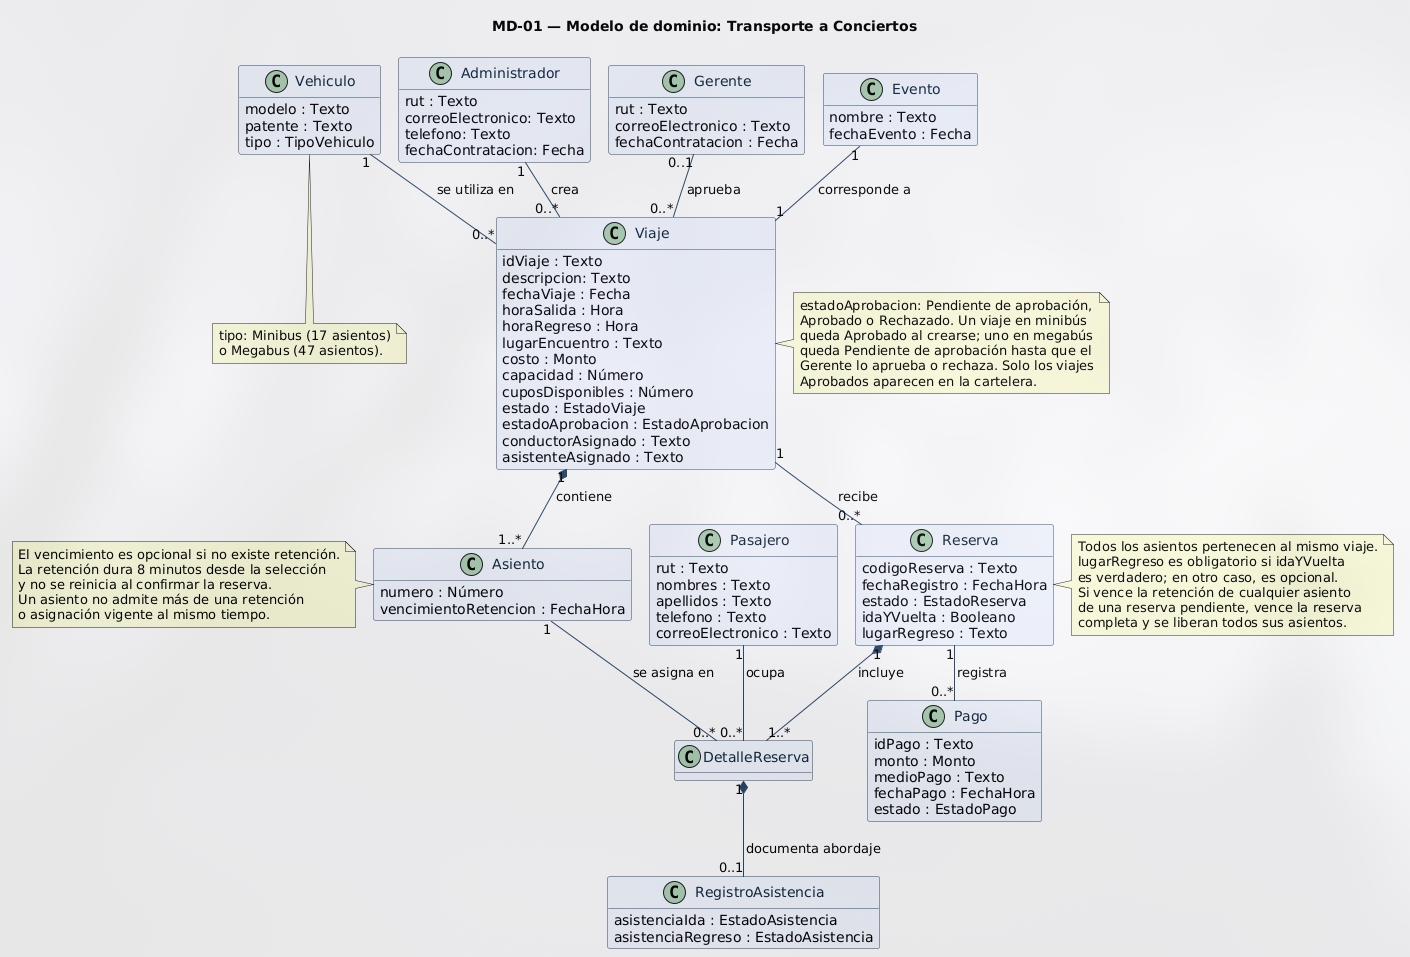 MD-01 — Modelo de dominio: Transporte a Conciertos
C Vehiculo
modelo : Texto
patente : Texto
tipo : TipoVehiculo
C Administrador
rut : Texto
correoElectronico: Texto
telefono: Texto
fechaContratacion: Fecha
C Gerente
rut : Texto
correoElectronico : Texto
fechaContratacion : Fecha
C Evento
nombre : Texto
fechaEvento : Fecha
1
se utiliza en
0..*
1
crea
0..*
0..1
aprueba
0..*
1
corresponde a
1
C Viaje
idViaje : Texto
descripcion: Texto
fechaViaje : Fecha
horaSalida : Hora
horaRegreso : Hora
lugarEncuentro : Texto
costo : Monto
capacidad : Número
cuposDisponibles : Número
estado : EstadoViaje
estadoAprobacion : EstadoAprobacion
conductorAsignado : Texto
asistenteAsignado : Texto
tipo: Minibus (17 asientos)
o Megabus (47 asientos).
estadoAprobacion: Pendiente de aprobación,
Aprobado o Rechazado. Un viaje en minibús
queda Aprobado al crearse; uno en megabús
queda Pendiente de aprobación hasta que el
Gerente lo aprueba o rechaza. Solo los viajes
Aprobados aparecen en la cartelera.
1
contiene
1..*
1
recibe
0..*
El vencimiento es opcional si no existe retención.
La retención dura 8 minutos desde la selección
y no se reinicia al confirmar la reserva.
Un asiento no admite más de una retención
o asignación vigente al mismo tiempo.
C Asiento
numero : Número
vencimientoRetencion : FechaHora
C Pasajero
rut : Texto
nombres : Texto
apellidos : Texto
telefono : Texto
correoElectronico : Texto
C Reserva
codigoReserva : Texto
fechaRegistro : FechaHora
estado : EstadoReserva
idaYVuelta : Booleano
lugarRegreso : Texto
Todos los asientos pertenecen al mismo viaje.
lugarRegreso es obligatorio si idaYVuelta
es verdadero; en otro caso, es opcional.
Si vence la retención de cualquier asiento
de una reserva pendiente, vence la reserva
completa y se liberan todos sus asientos.
1
se asigna en
0..*
1
ocupa
0..*
1
incluye
1..*
1
registra
0..*
C DetalleReserva
C Pago
idPago : Texto
monto : Monto
medioPago : Texto
fechaPago : FechaHora
estado : EstadoPago
1
documenta abordaje
0..1
C RegistroAsistencia
asistenciaIda : EstadoAsistencia
asistenciaRegreso : EstadoAsistencia